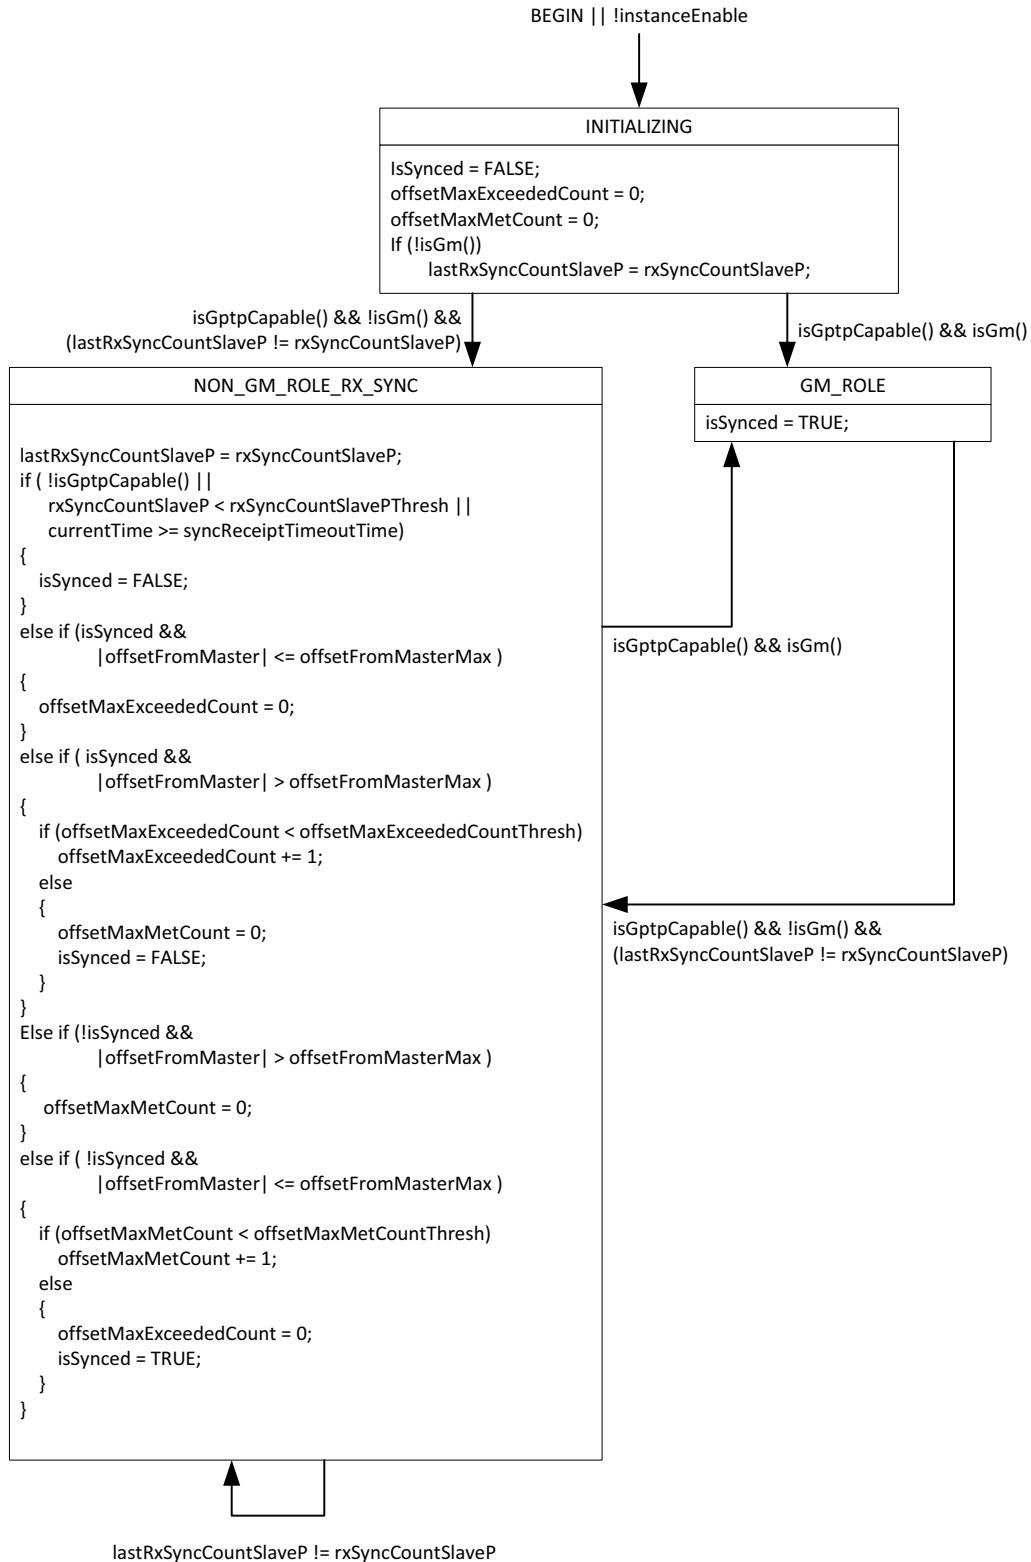 BEGIN || !instanceEnable
INITIALIZING
IsSynced = FALSE;
offsetMaxExceededCount = 0;
offsetMaxMetCount = 0;
If (!isGm())
lastRxSyncCountSlaveP = rxSyncCountSlaveP;
isGptpCapable() && !isGm() &&
(lastRxSyncCountSlaveP != rxSyncCountSlaveP)
isGptpCapable() && isGm()
NON_GM_ROLE_RX_SYNC
lastRxSyncCountSlaveP = rxSyncCountSlaveP;
if ( !isGptpCapable() ||
rxSyncCountSlaveP < rxSyncCountSlavePThresh ||
currentTime >= syncReceiptTimeoutTime)
{
isSynced = FALSE;
}
else if (isSynced &&
|offsetFromMaster| <= offsetFromMasterMax )
{
offsetMaxExceededCount = 0;
}
else if ( isSynced &&
|offsetFromMaster| > offsetFromMasterMax )
{
if (offsetMaxExceededCount < offsetMaxExceededCountThresh)
offsetMaxExceededCount += 1;
else
{
offsetMaxMetCount = 0;
isSynced = FALSE;
}
}
Else if (!isSynced &&
|offsetFromMaster| > offsetFromMasterMax )
{
offsetMaxMetCount = 0;
}
else if ( !isSynced &&
|offsetFromMaster| <= offsetFromMasterMax )
{
if (offsetMaxMetCount < offsetMaxMetCountThresh)
offsetMaxMetCount += 1;
else
{
offsetMaxExceededCount = 0;
isSynced = TRUE;
}
}
GM_ROLE
isSynced = TRUE;
isGptpCapable() && isGm()
isGptpCapable() && !isGm() &&
(lastRxSyncCountSlaveP != rxSyncCountSlaveP)
lastRxSyncCountSlaveP != rxSyncCountSlaveP